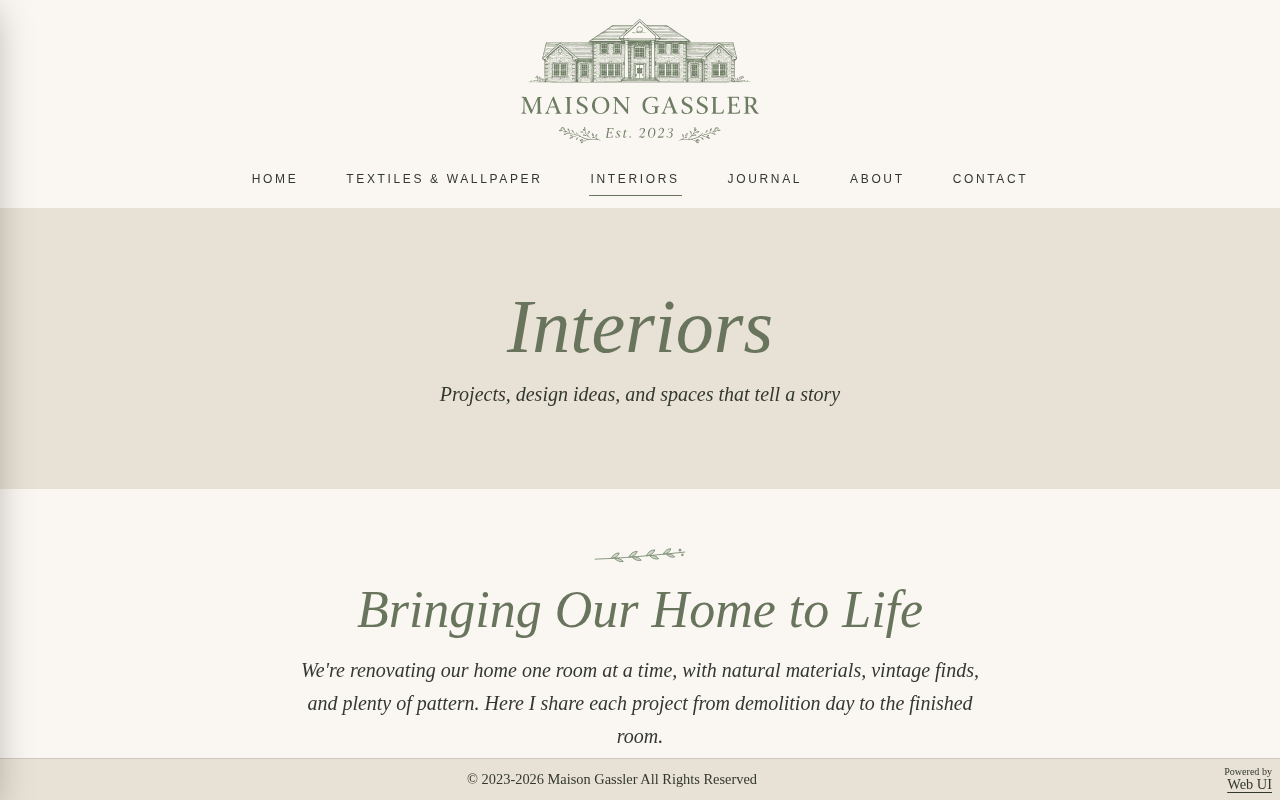 MAISON GASSLER
Est. 2023
HOME
TEXTILES & WALLPAPER
INTERIORS
JOURNAL
ABOUT
CONTACT
Interiors
Projects, design ideas, and spaces that tell a story
Bringing Our Home to Life
We're renovating our home one room at a time, with natural materials, vintage finds,
and plenty of pattern. Here I share each project from demolition day to the finished
room.
© 2023-2026 Maison Gassler All Rights Reserved
Powered by
Web UI